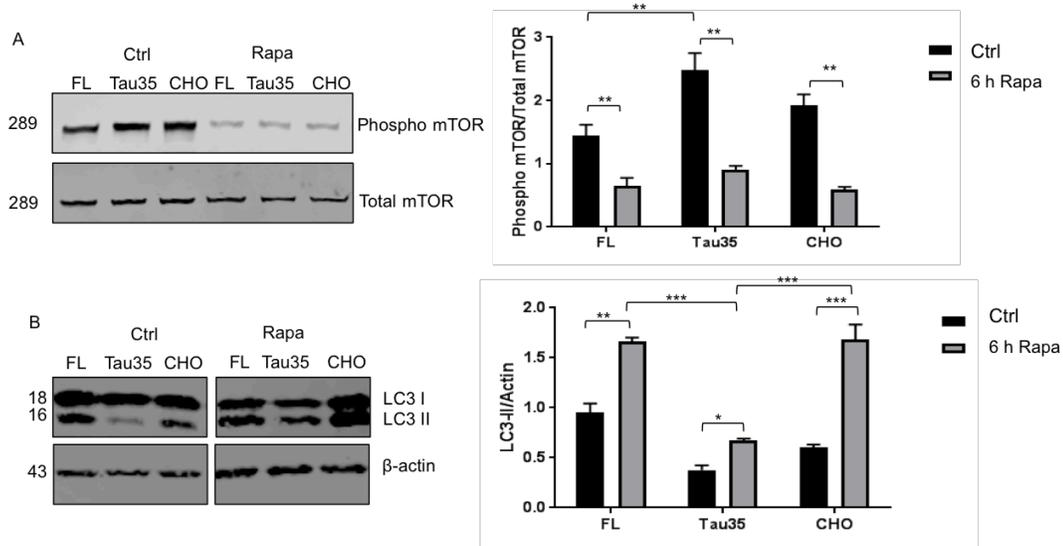 A
Ctrl Rapa
FL Tau35 CHO FL Tau35 CHO
289 Phospho mTOR
289 Total mTOR
Phospho mTOR/Total mTOR
3
2
1
0
** ** ** **
FL Tau35 CHO
Ctrl
6 h Rapa
B
Ctrl Rapa
FL Tau35 CHO FL Tau35 CHO
18 LC3 I
16 LC3 II
43 β-actin
LC3-II/Actin
2.0
1.5
1.0
0.5
0.0
*** *** *** ** *
FL Tau35 CHO
Ctrl
6 h Rapa